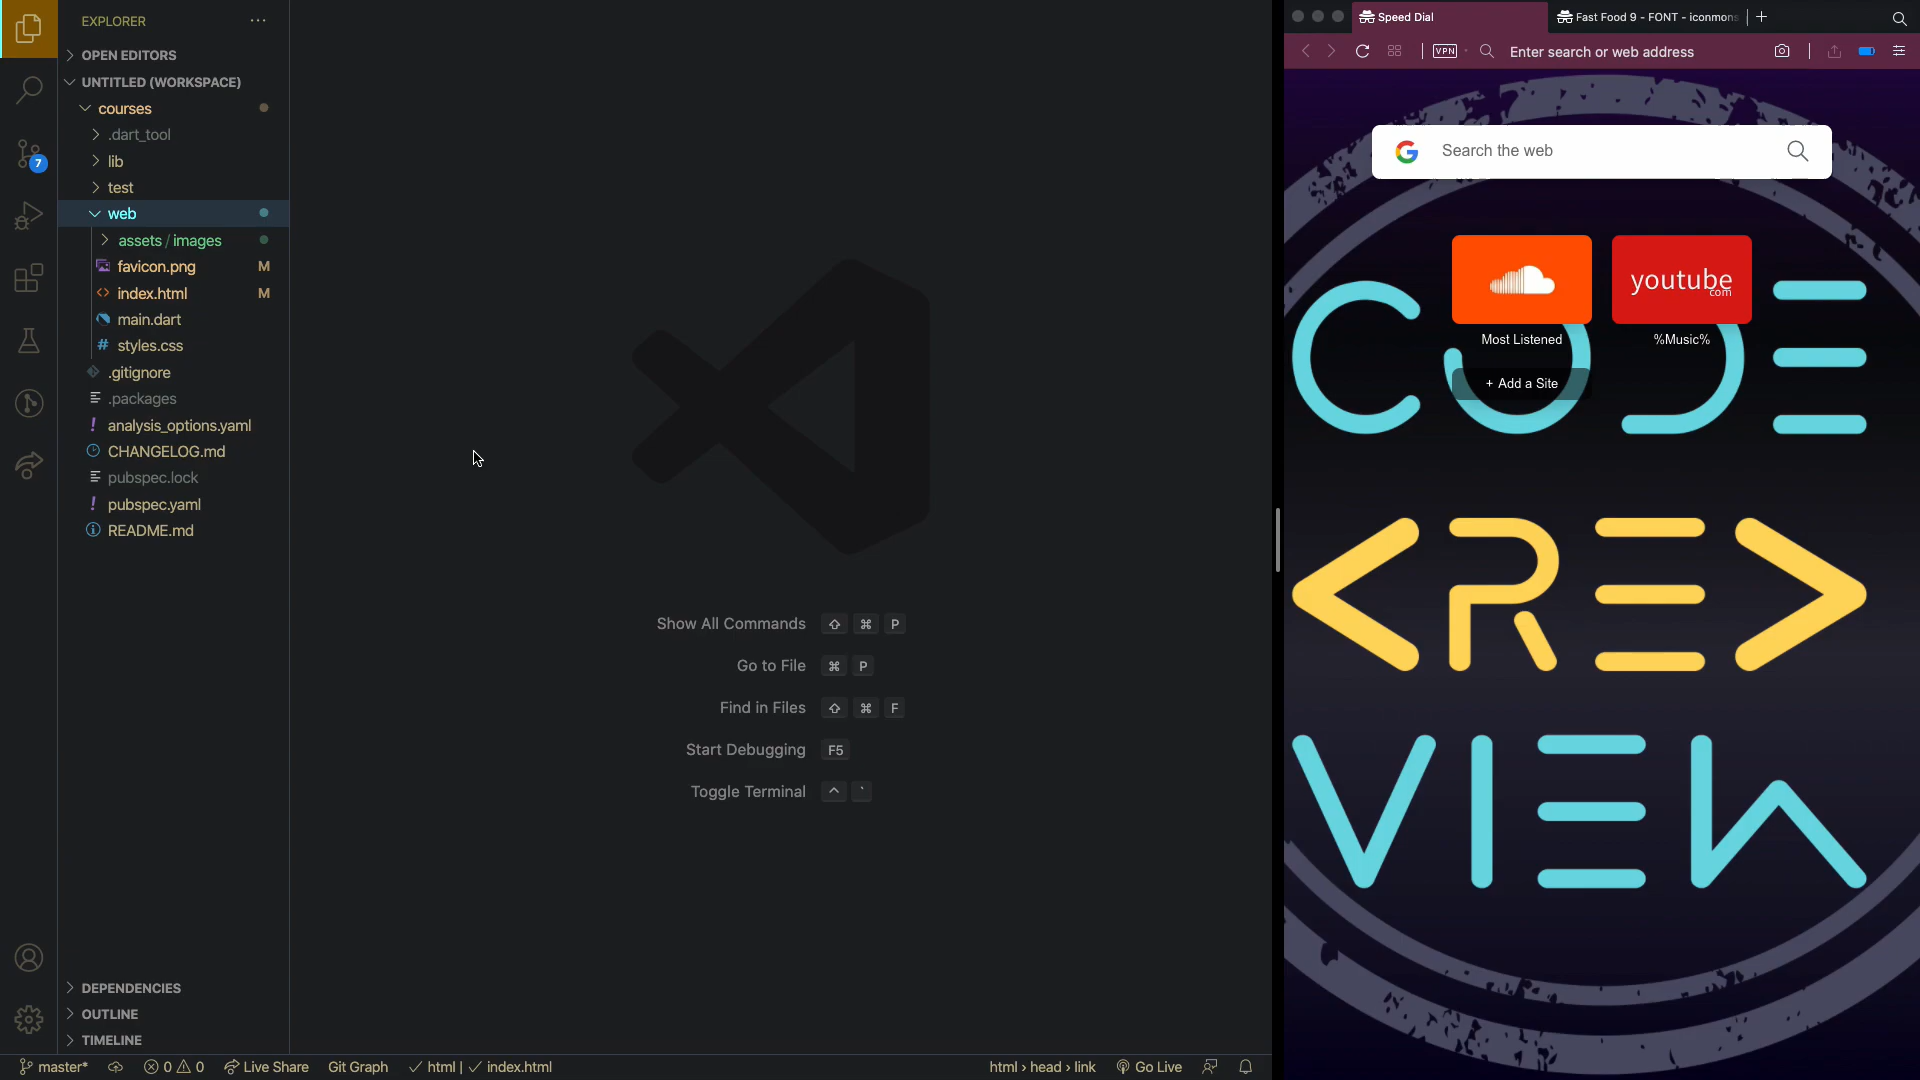 EXPLORER
OPEN EDITORS
UNTITLED (WORKSPACE)
courses
.dart_tool
lib
test
web
assets / images
favicon.png M
index.html M
main.dart
# styles.css
.gitignore
.packages
! analysis_options.yaml
CHANGELOG.md
pubspec.lock
! pubspec.yaml
README.md
7
DEPENDENCIES
OUTLINE
TIMELINE
Show All Commands ⇧ ⌘ P
Go to File ⌘ P
Find in Files ⇧ ⌘ F
Start Debugging F5
Toggle Terminal ^ `
master* 0 0 Live Share Git Graph ✓ html | ✓ index.html html › head › link Go Live
Speed Dial
Fast Food 9 - FONT - iconmons
VPN
Enter search or web address
Search the web
youtube
com
Most Listened
%Music%
+ Add a Site
CODE
<RE>
VIEW